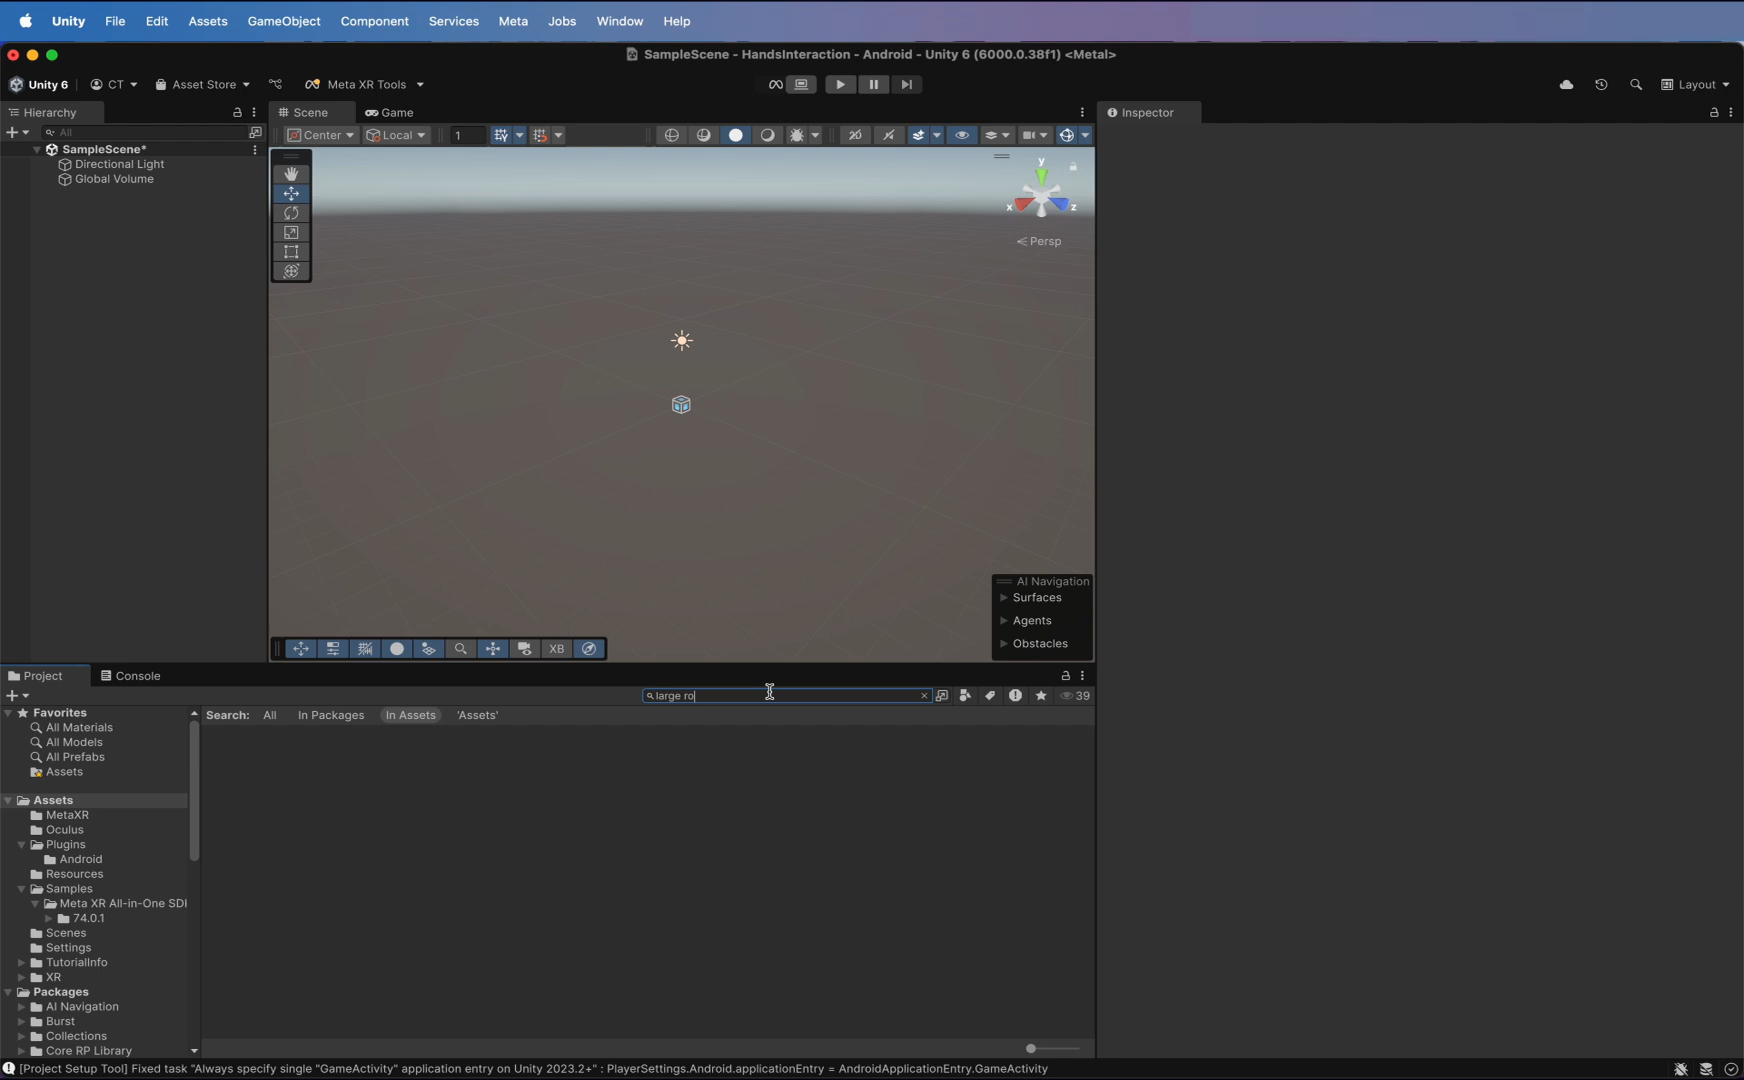 Unity File Edit Assets GameObject Component Services Meta Jobs Window Help
SampleScene - HandsInteraction - Android - Unity 6 (6000.0.38f1) <Metal>
Unity 6 CT Asset Store Meta XR Tools Layout
Hierarchy
All
SampleScene*
Directional Light
Global Volume
Scene Game
Center Local 1 2D
y
x z
Persp
AI Navigation
Surfaces
Agents
Obstacles
XB
Inspector
Project Console
large ro 39
Search: All In Packages In Assets 'Assets'
Favorites
All Materials
All Models
All Prefabs
Assets
Assets
MetaXR
Oculus
Plugins
Android
Resources
Samples
Meta XR All-in-One SDK
74.0.1
Scenes
Settings
TutorialInfo
XR
Packages
AI Navigation
Burst
Collections
Core RP Library
[Project Setup Tool] Fixed task "Always specify single "GameActivity" application entry on Unity 2023.2+" : PlayerSettings.Android.applicationEntry = AndroidApplicationEntry.GameActivity